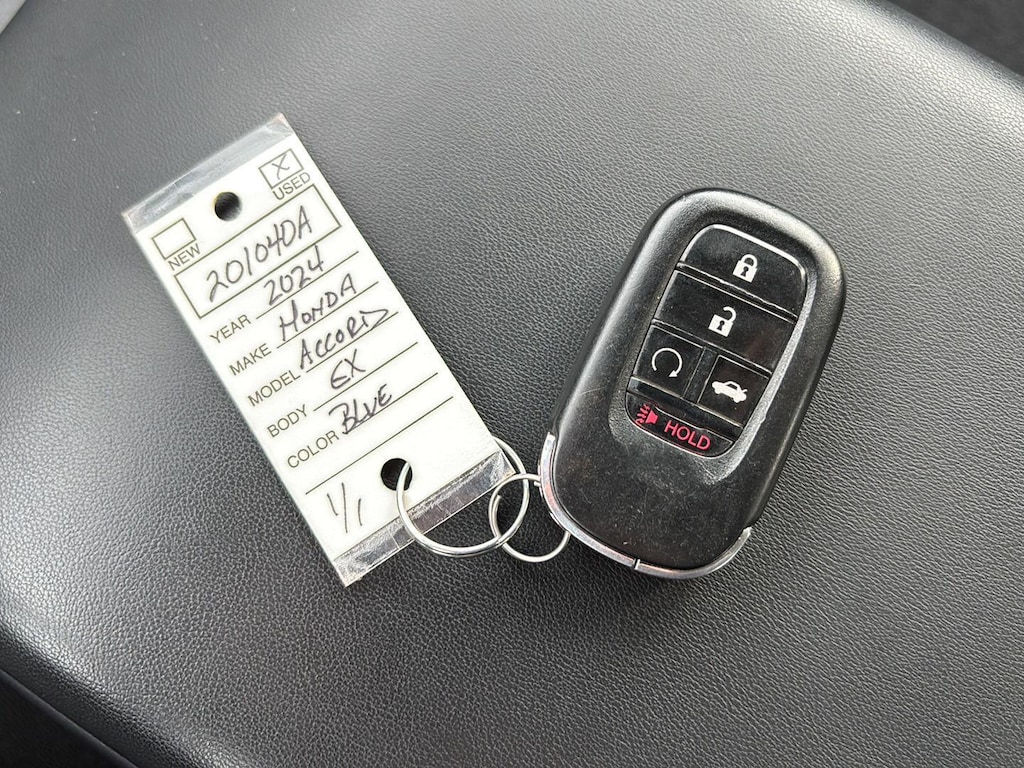 X
USED
NEW
201040A
YEAR 2024
MAKE HONDA
MODEL ACCORD
BODY EX
COLOR BLUE
1/1
HOLD